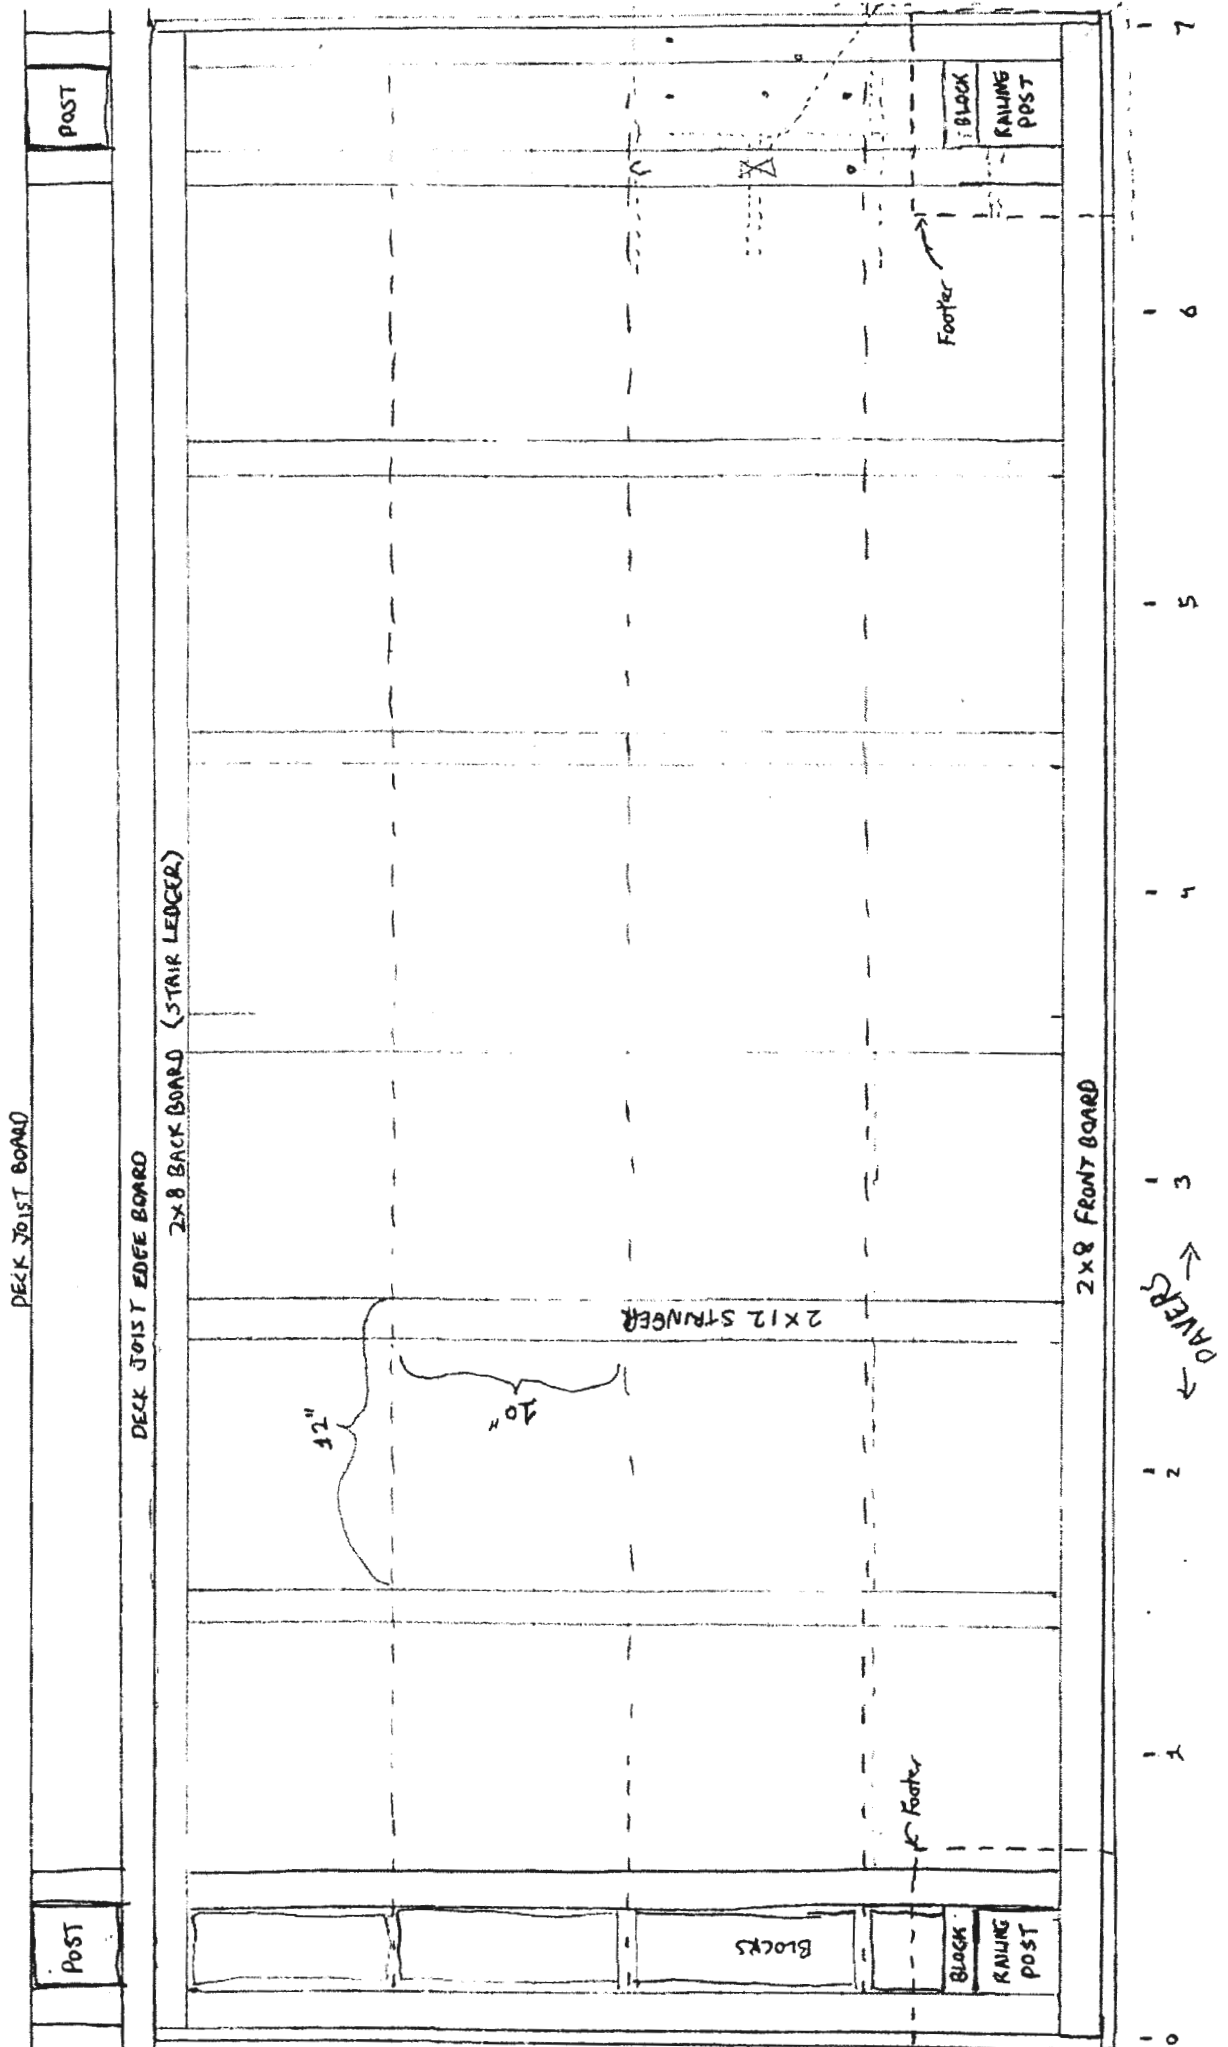 DECK JOIST BOARD
POST
POST
DECK JOIST EDGE BOARD
2X8 BACK BOARD (STAIR LEDGER)
12"
10"
2X12 STRINGER
BLOCKS
Footer
Footer
BLOCK
RAILING
POST
BLOCK
RAILING
POST
2X8 FRONT BOARD
0
1
2
3
4
5
6
7
← PAVERS →